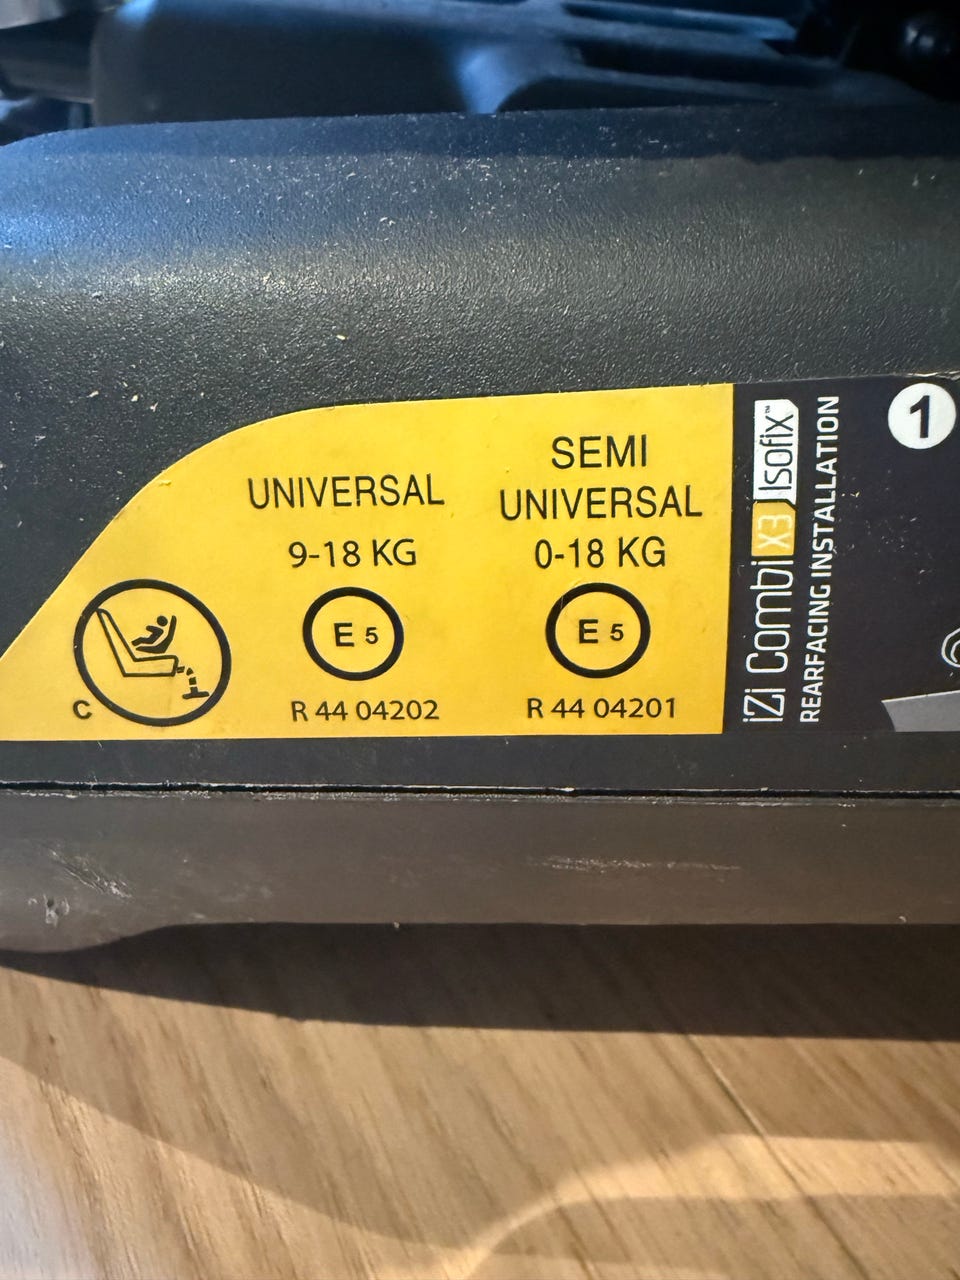 UNIVERSAL
9-18 KG
E 5
R 44 04202
SEMI
UNIVERSAL
0-18 KG
E 5
R 44 04201
C
iZi Combi X3 Isofix™
REARFACING INSTALLATION
1